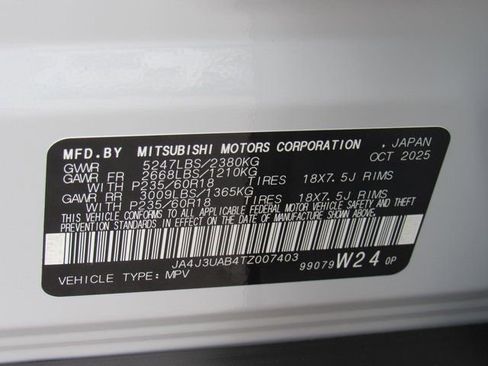 MFD.BY MITSUBISHI MOTORS CORPORATION , JAPAN
GVWR 5247LBS/2380KG OCT 2025
GAWR FR 2668LBS/1210KG
WITH P235/60R18 TIRES 18X7.5J RIMS
GAWR RR 3009LBS/1365KG
WITH P235/60R18 TIRES 18X7.5J RIMS
THIS VEHICLE CONFORMS TO ALL APPLICABLE FEDERAL MOTOR VEHICLE SAFETY AND THEFT
PREVENTION STANDARDS IN EFFECT ON THE DATE OF MANUFACTURE SHOWN ABOVE.
JA4J3UAB4TZ007403
VEHICLE TYPE: MPV 99079 W24 0P